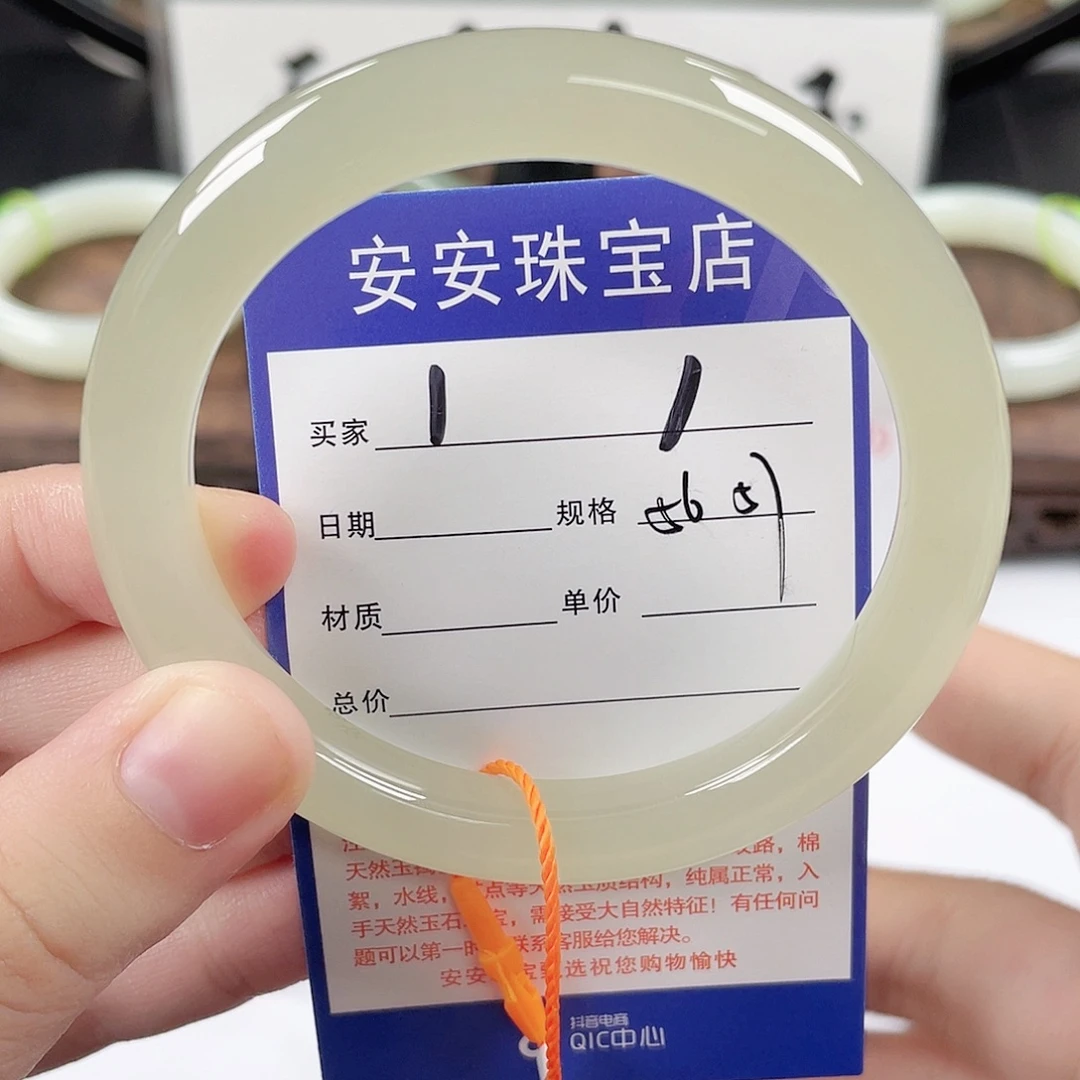 安安珠宝店
买家 1 1
日期 规格 56
材质 单价
总价
路，棉
天然玉
絮，水线， 点等天然玉质结构，纯属正常，入
手天然玉石 ，需接受大自然特征！有任何问
题可以第一时 联系客服给您解决。
安安 宝 选祝您购物愉快
抖音电商
QIC中心